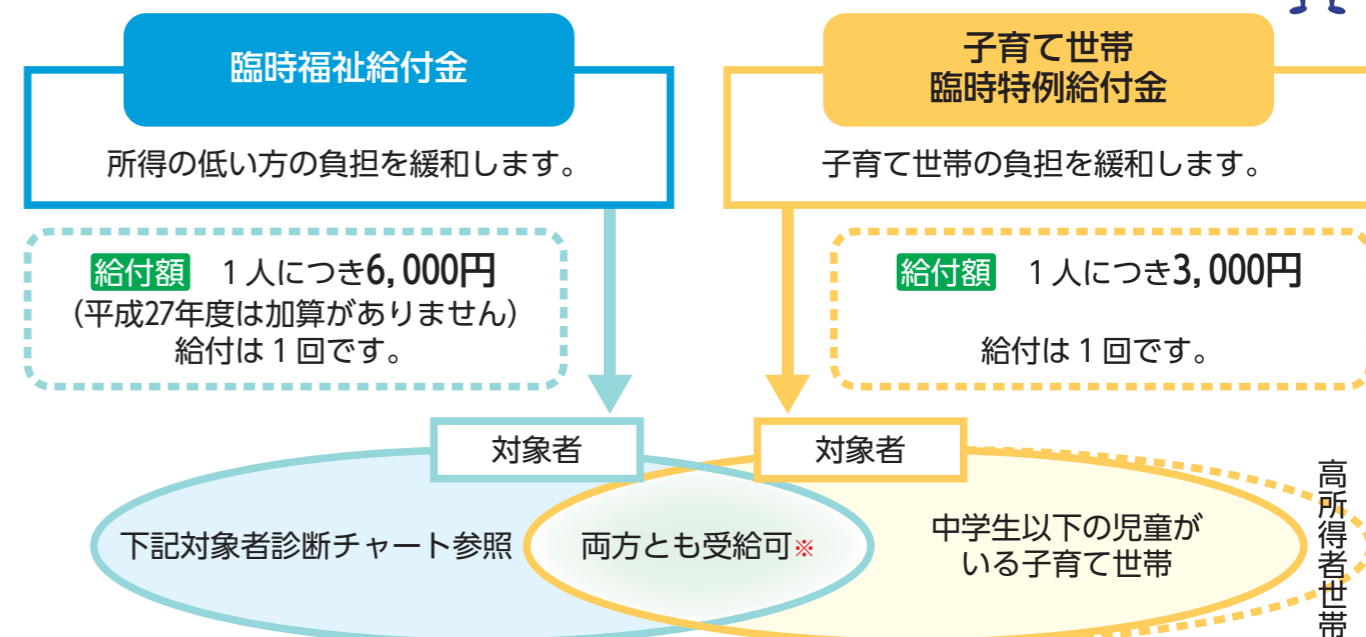 臨時福祉給付金
所得の低い方の負担を緩和します。
給付額 1人につき6,000円
(平成27年度は加算がありません)
給付は1回です。
子育て世帯
臨時特例給付金
子育て世帯の負担を緩和します。
給付額 1人につき3,000円
給付は1回です。
対象者
対象者
下記対象者診断チャート参照
両方とも受給可※
中学生以下の児童が
いる子育て世帯
高所得者世帯